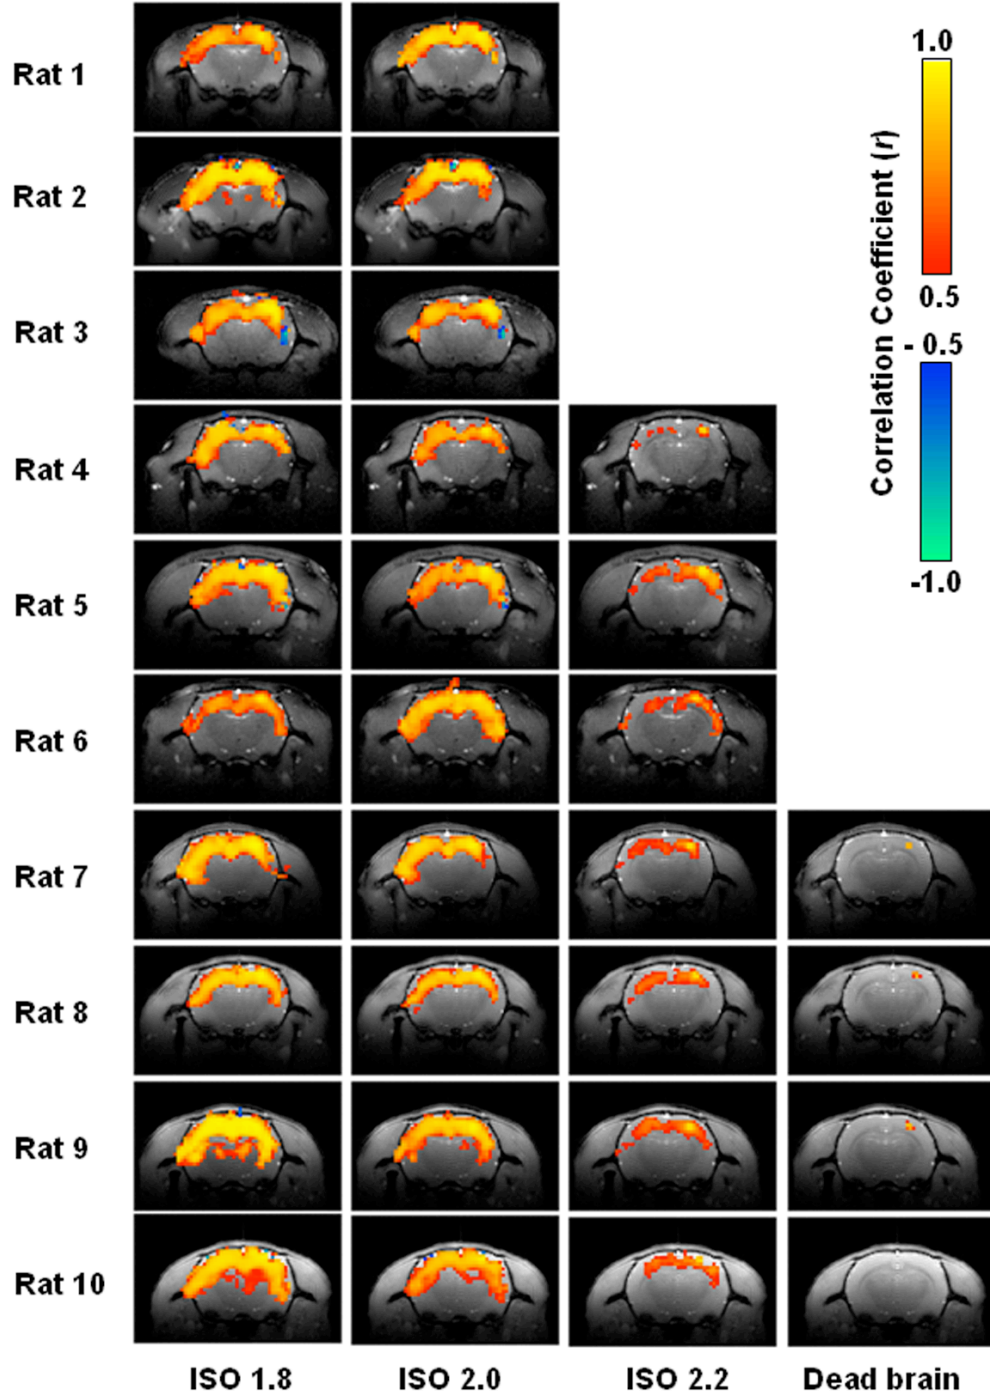 Rat 1
Rat 2
Rat 3
Rat 4
Rat 5
Rat 6
Rat 7
Rat 8
Rat 9
Rat 10
ISO 1.8
ISO 2.0
ISO 2.2
Dead brain
1.0
0.5
- 0.5
-1.0
Correlation Coefficient (r)